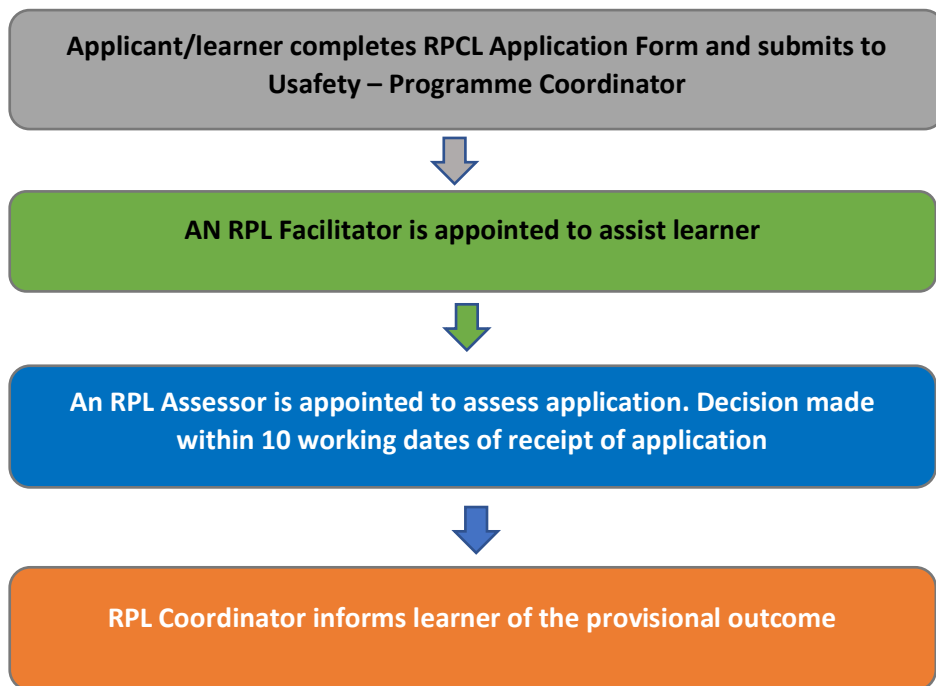 Applicant/learner completes RPCL Application Form and submits to
Usafety – Programme Coordinator
AN RPL Facilitator is appointed to assist learner
An RPL Assessor is appointed to assess application. Decision made
within 10 working dates of receipt of application
RPL Coordinator informs learner of the provisional outcome